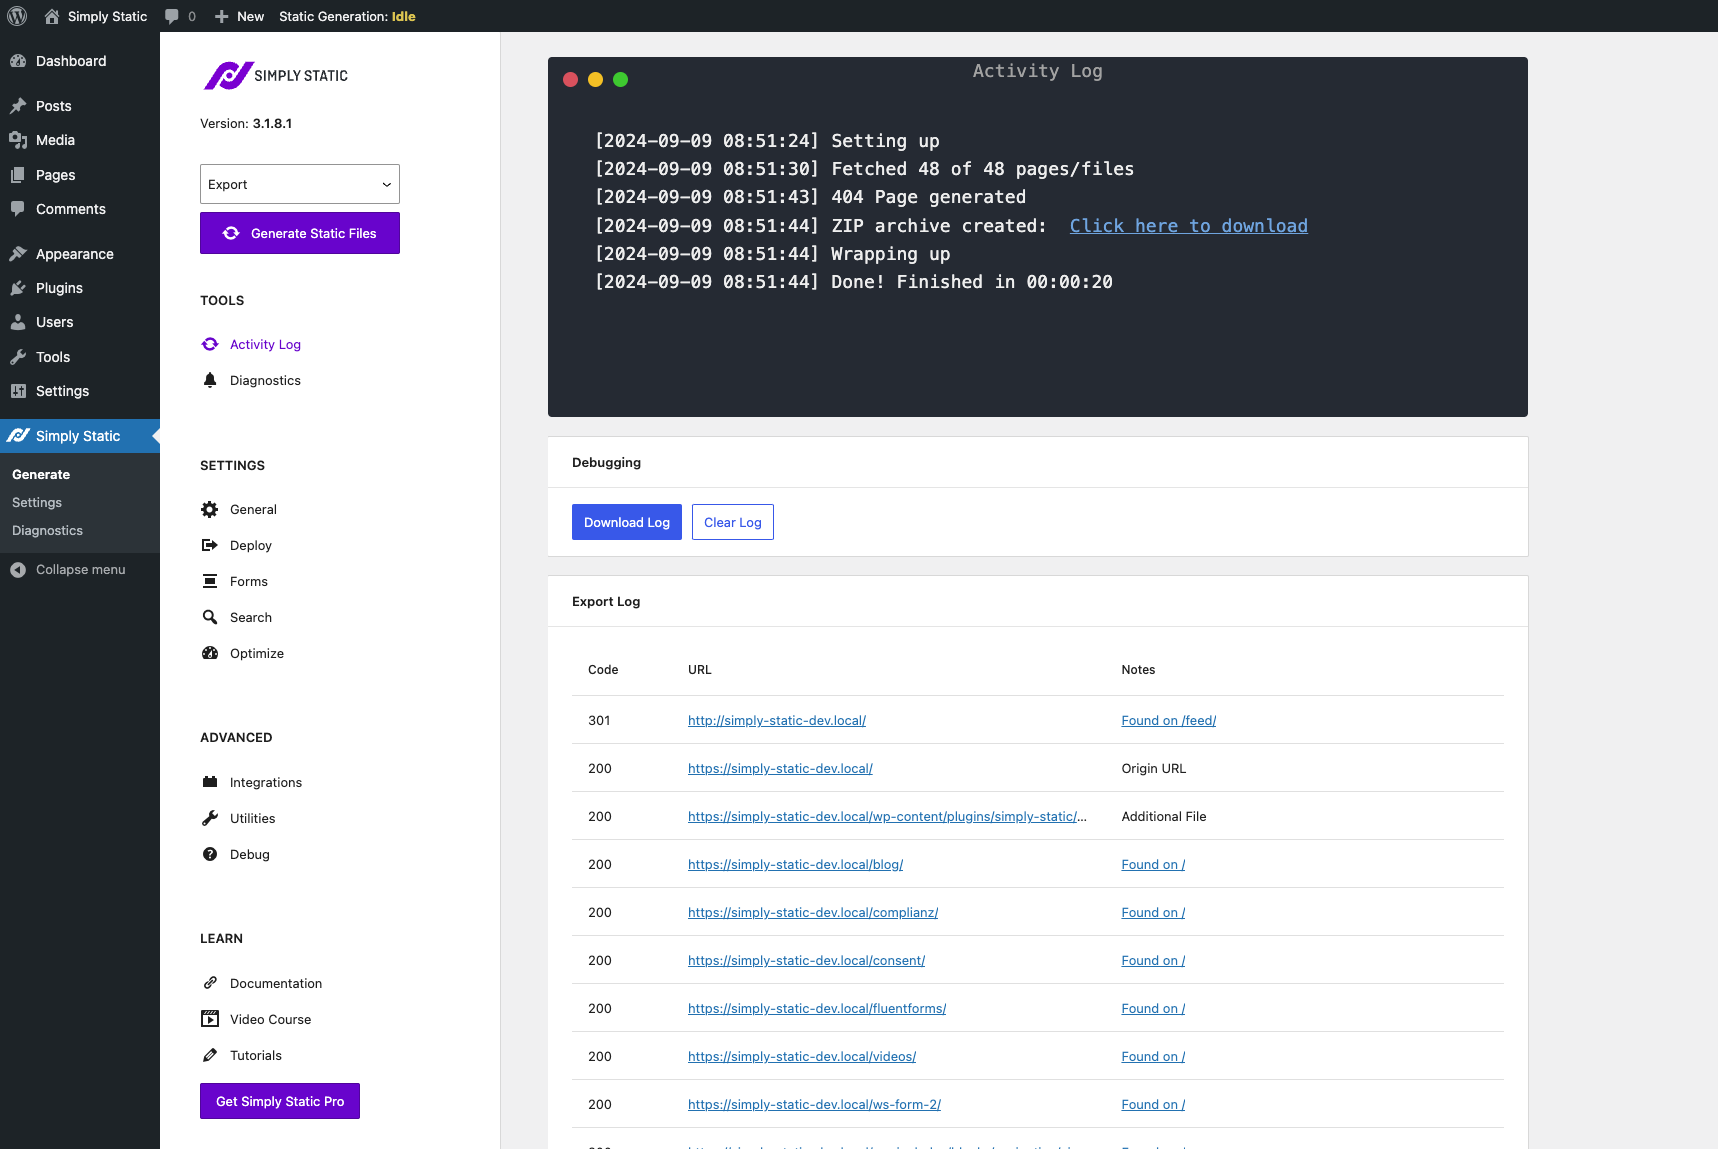 Simply Static
0
New
Static Generation: Idle
Dashboard
Posts
Media
Pages
Comments
Appearance
Plugins
Users
Tools
Settings
Simply Static
Generate
Settings
Diagnostics
Collapse menu
SIMPLY STATIC
Version: 3.1.8.1
Export
Generate Static Files
TOOLS
Activity Log
Diagnostics
SETTINGS
General
Deploy
Forms
Search
Optimize
ADVANCED
Integrations
Utilities
Debug
LEARN
Documentation
Video Course
Tutorials
Get Simply Static Pro
Activity Log
[2024-09-09 08:51:24] Setting up
[2024-09-09 08:51:30] Fetched 48 of 48 pages/files
[2024-09-09 08:51:43] 404 Page generated
[2024-09-09 08:51:44] ZIP archive created: Click here to download
[2024-09-09 08:51:44] Wrapping up
[2024-09-09 08:51:44] Done! Finished in 00:00:20
Debugging
Download Log
Clear Log
Export Log
Code URL Notes
301 http://simply-static-dev.local/ Found on /feed/
200 https://simply-static-dev.local/ Origin URL
200 https://simply-static-dev.local/wp-content/plugins/simply-static/... Additional File
200 https://simply-static-dev.local/blog/ Found on /
200 https://simply-static-dev.local/complianz/ Found on /
200 https://simply-static-dev.local/consent/ Found on /
200 https://simply-static-dev.local/fluentforms/ Found on /
200 https://simply-static-dev.local/videos/ Found on /
200 https://simply-static-dev.local/ws-form-2/ Found on /